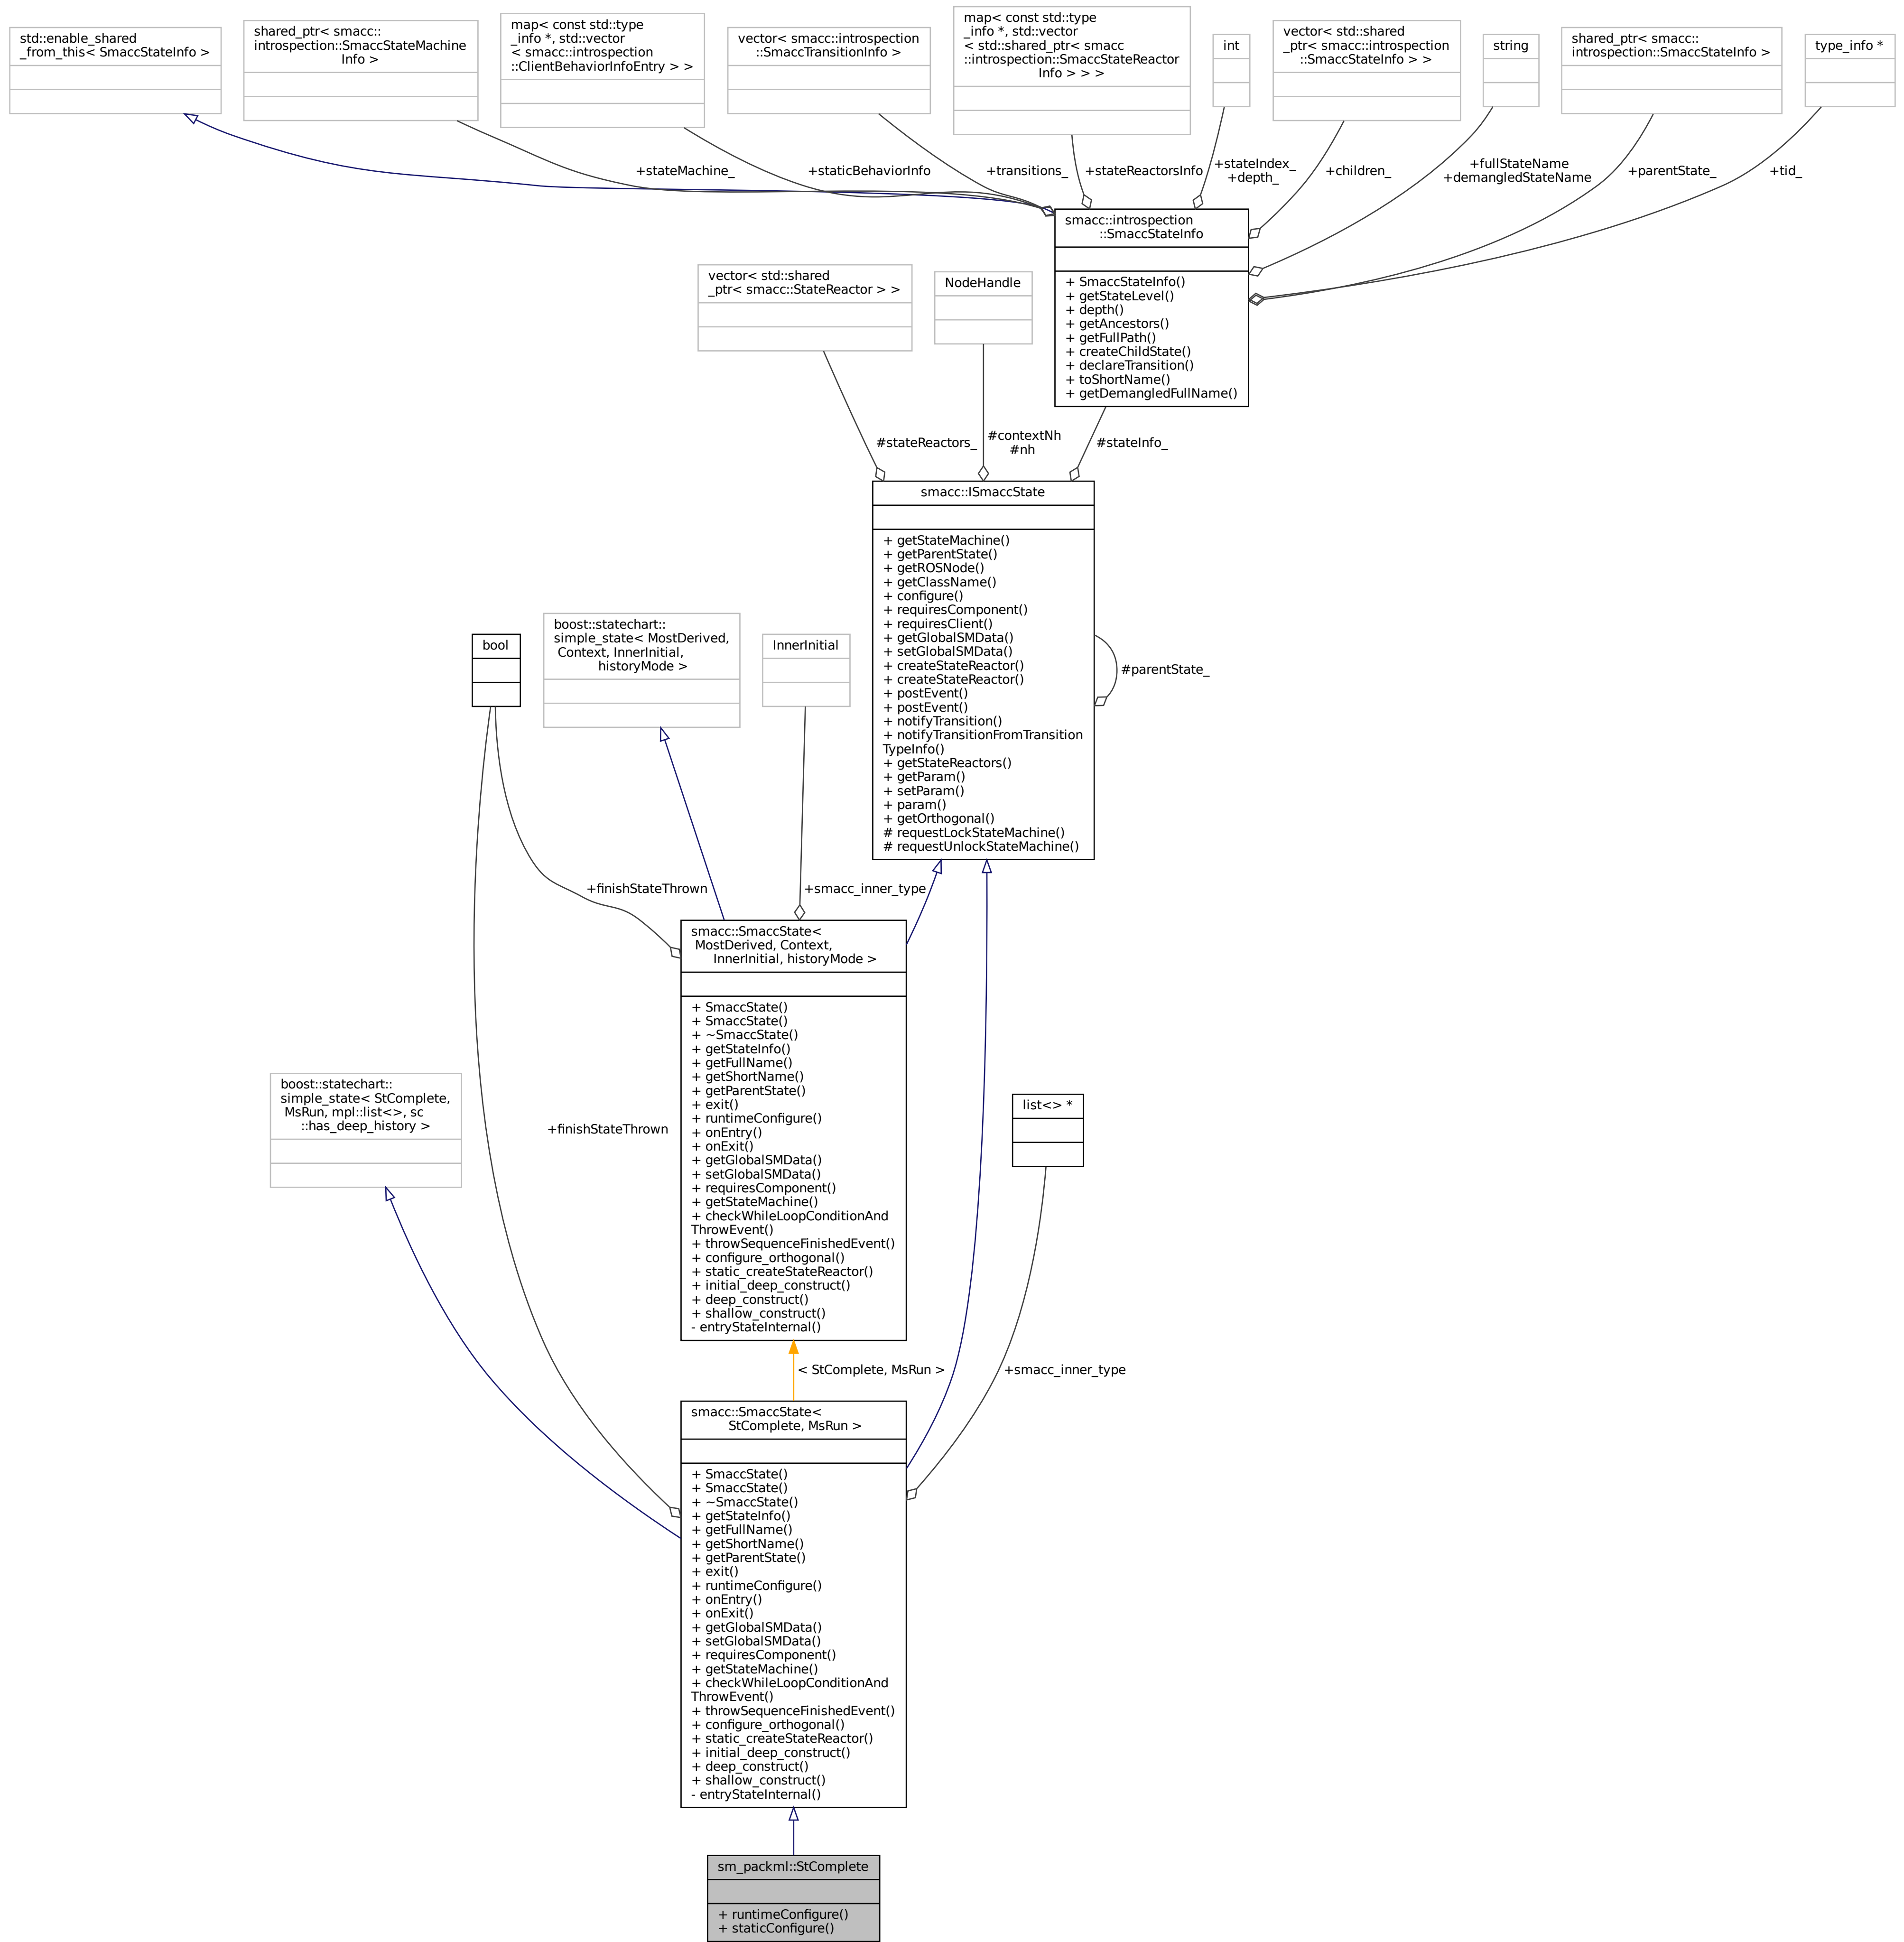 std::enable_shared
_from_this< SmaccStateInfo >
shared_ptr< smacc::
introspection::SmaccStateMachine
Info >
map< const std::type
_info *, std::vector
< smacc::introspection
::ClientBehaviorInfoEntry > >
vector< smacc::introspection
::SmaccTransitionInfo >
map< const std::type
_info *, std::vector
< std::shared_ptr< smacc
::introspection::SmaccStateReactor
Info > > >
int
vector< std::shared
_ptr< smacc::introspection
::SmaccStateInfo > >
string
shared_ptr< smacc::
introspection::SmaccStateInfo >
type_info *
+stateMachine_
+staticBehaviorInfo
+transitions_
+stateReactorsInfo
+stateIndex_
+depth_
+children_
+fullStateName
+demangledStateName
+parentState_
+tid_
smacc::introspection
::SmaccStateInfo
+ SmaccStateInfo()
+ getStateLevel()
+ depth()
+ getAncestors()
+ getFullPath()
+ createChildState()
+ declareTransition()
+ toShortName()
+ getDemangledFullName()
vector< std::shared
_ptr< smacc::StateReactor > >
NodeHandle
#stateReactors_
#contextNh
#nh
#stateInfo_
smacc::ISmaccState
+ getStateMachine()
+ getParentState()
+ getROSNode()
+ getClassName()
+ configure()
+ requiresComponent()
+ requiresClient()
+ getGlobalSMData()
+ setGlobalSMData()
+ createStateReactor()
+ createStateReactor()
+ postEvent()
+ postEvent()
+ notifyTransition()
+ notifyTransitionFromTransition
TypeInfo()
+ getStateReactors()
+ getParam()
+ setParam()
+ param()
+ getOrthogonal()
# requestLockStateMachine()
# requestUnlockStateMachine()
#parentState_
bool
boost::statechart::
simple_state< MostDerived,
Context, InnerInitial,
historyMode >
InnerInitial
+finishStateThrown
+smacc_inner_type
smacc::SmaccState<
MostDerived, Context,
InnerInitial, historyMode >
+ SmaccState()
+ SmaccState()
+ ~SmaccState()
+ getStateInfo()
+ getFullName()
+ getShortName()
+ getParentState()
+ exit()
+ runtimeConfigure()
+ onEntry()
+ onExit()
+ getGlobalSMData()
+ setGlobalSMData()
+ requiresComponent()
+ getStateMachine()
+ checkWhileLoopConditionAnd
ThrowEvent()
+ throwSequenceFinishedEvent()
+ configure_orthogonal()
+ static_createStateReactor()
+ initial_deep_construct()
+ deep_construct()
+ shallow_construct()
- entryStateInternal()
boost::statechart::
simple_state< StComplete,
MsRun, mpl::list<>, sc
::has_deep_history >
+finishStateThrown
list<> *
< StComplete, MsRun >
+smacc_inner_type
smacc::SmaccState<
StComplete, MsRun >
+ SmaccState()
+ SmaccState()
+ ~SmaccState()
+ getStateInfo()
+ getFullName()
+ getShortName()
+ getParentState()
+ exit()
+ runtimeConfigure()
+ onEntry()
+ onExit()
+ getGlobalSMData()
+ setGlobalSMData()
+ requiresComponent()
+ getStateMachine()
+ checkWhileLoopConditionAnd
ThrowEvent()
+ throwSequenceFinishedEvent()
+ configure_orthogonal()
+ static_createStateReactor()
+ initial_deep_construct()
+ deep_construct()
+ shallow_construct()
- entryStateInternal()
sm_packml::StComplete
+ runtimeConfigure()
+ staticConfigure()